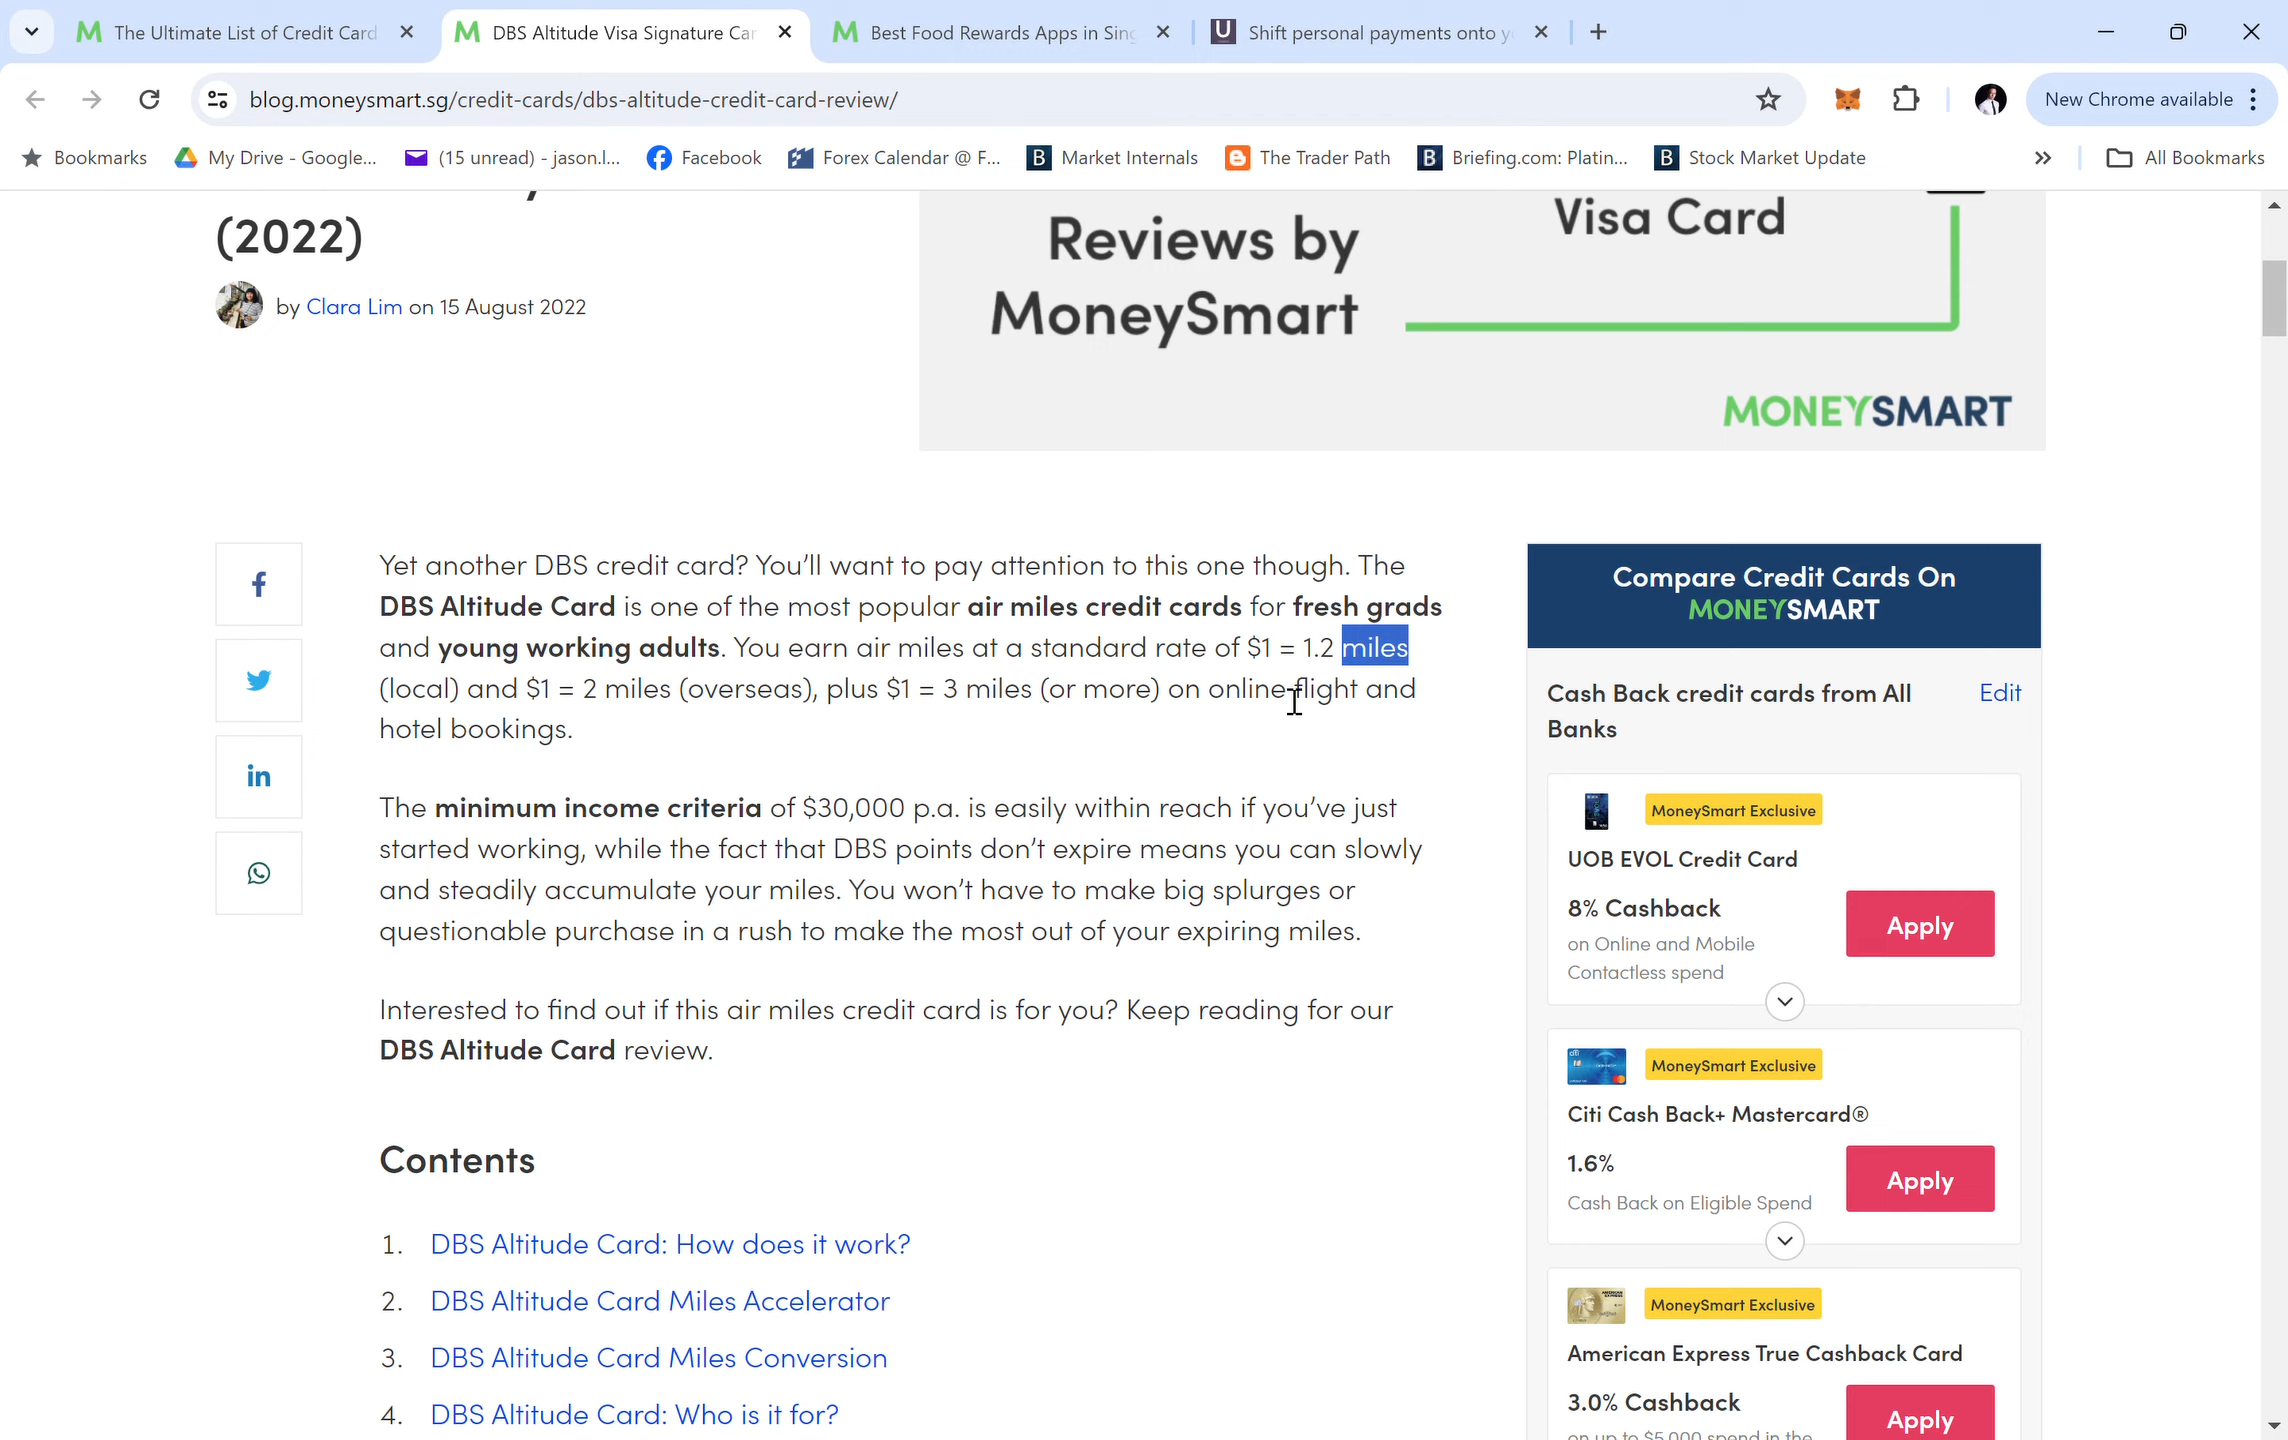 The Ultimate List of Credit Card
DBS Altitude Visa Signature Car
Best Food Rewards Apps in Sing
Shift personal payments onto y
blog.moneysmart.sg/credit-cards/dbs-altitude-credit-card-review/
New Chrome available
Bookmarks
My Drive - Google...
(15 unread) - jason.l...
Facebook
Forex Calendar @ F...
Market Internals
The Trader Path
Briefing.com: Platin...
Stock Market Update
All Bookmarks
(2022)
by Clara Lim on 15 August 2022
Reviews by
MoneySmart
Visa Card
MONEYSMART
Yet another DBS credit card? You'll want to pay attention to this one though. The
DBS Altitude Card is one of the most popular air miles credit cards for fresh grads
and young working adults. You earn air miles at a standard rate of $1 = 1.2 miles
(local) and $1 = 2 miles (overseas), plus $1 = 3 miles (or more) on online flight and
hotel bookings.
The minimum income criteria of $30,000 p.a. is easily within reach if you've just
started working, while the fact that DBS points don't expire means you can slowly
and steadily accumulate your miles. You won't have to make big splurges or
questionable purchase in a rush to make the most out of your expiring miles.
Interested to find out if this air miles credit card is for you? Keep reading for our
DBS Altitude Card review.
Contents
1. DBS Altitude Card: How does it work?
2. DBS Altitude Card Miles Accelerator
3. DBS Altitude Card Miles Conversion
4. DBS Altitude Card: Who is it for?
Compare Credit Cards On
MONEYSMART
Cash Back credit cards from All
Banks
Edit
MoneySmart Exclusive
UOB EVOL Credit Card
8% Cashback
on Online and Mobile
Contactless spend
Apply
MoneySmart Exclusive
Citi Cash Back+ Mastercard®
1.6%
Cash Back on Eligible Spend
Apply
MoneySmart Exclusive
American Express True Cashback Card
3.0% Cashback
on up to $5,000 spend in the
Apply